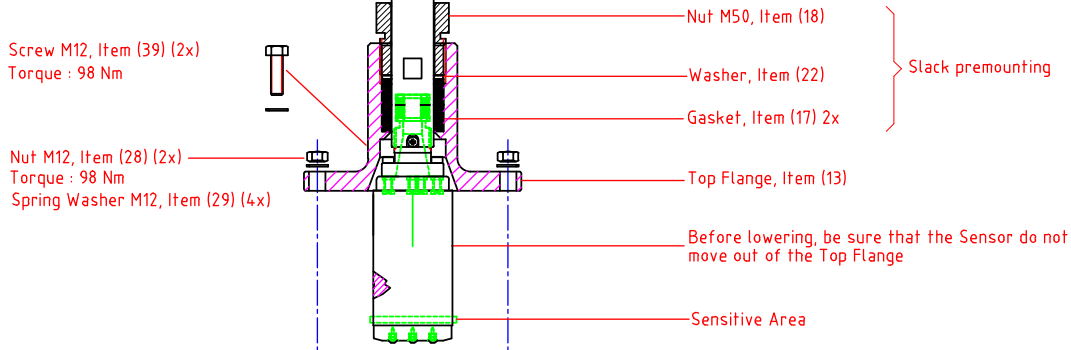 Screw M12, Item (39) (2x)
Torque : 98 Nm
Nut M12, Item (28) (2x)
Torque : 98 Nm
Spring Washer M12, Item (29) (4x)
Nut M50, Item (18)
Washer, Item (22)
Gasket, Item (17) 2x
Slack premounting
Top Flange, Item (13)
Before lowering, be sure that the Sensor do not
move out of the Top Flange
Sensitive Area